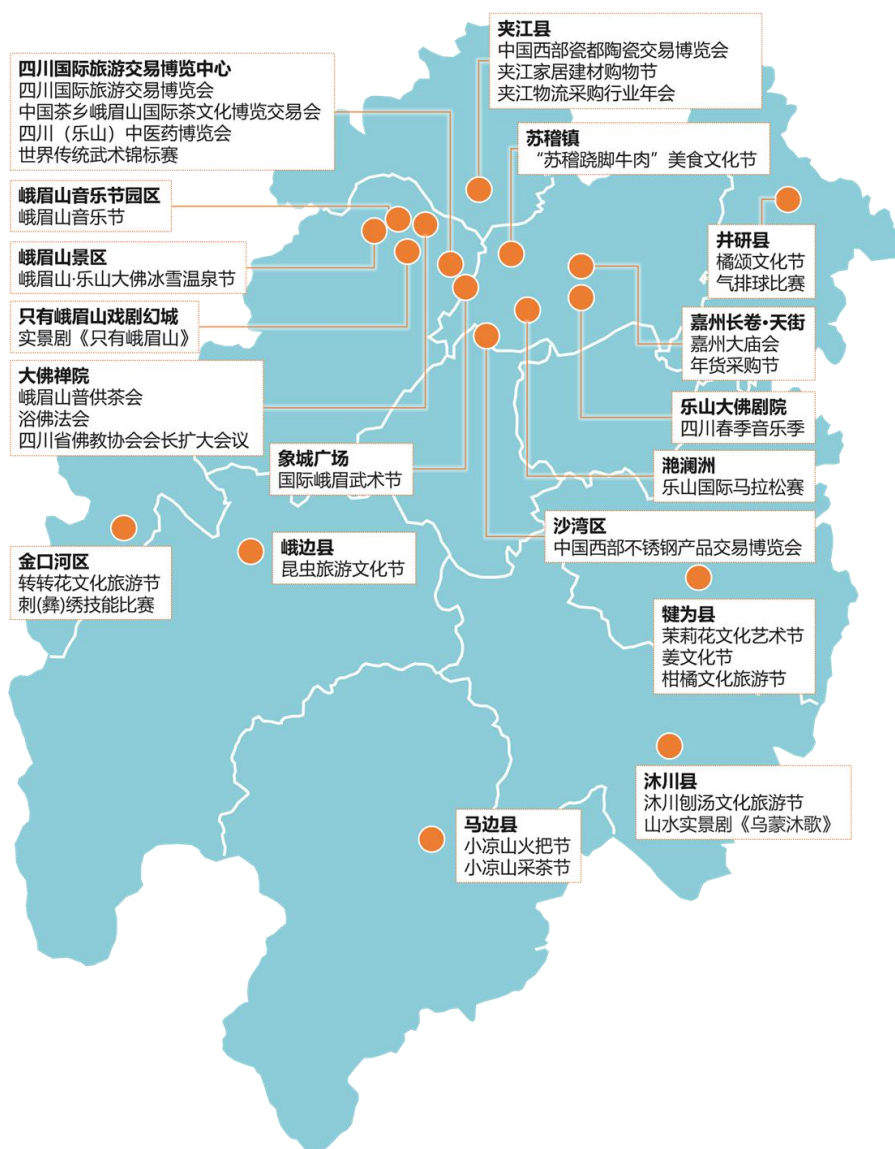 四川国际旅游交易博览中心
四川国际旅游交易博览会
中国茶乡峨眉山国际茶文化博览交易会
四川（乐山）中医药博览会
世界传统武术锦标赛
夹江县
中国西部瓷都陶瓷交易博览会
夹江家居建材购物节
夹江物流采购行业年会
苏稽镇
“苏稽跷脚牛肉”美食文化节
峨眉山音乐节园区
峨眉山音乐节
井研县
橘颂文化节
气排球比赛
峨眉山景区
峨眉山·乐山大佛冰雪温泉节
只有峨眉山戏剧幻城
实景剧《只有峨眉山》
嘉州长卷·天街
嘉州大庙会
年货采购节
大佛禅院
峨眉山普供茶会
浴佛法会
四川省佛教协会会长扩大会议
乐山大佛剧院
四川春季音乐季
象城广场
国际峨眉武术节
滟澜洲
乐山国际马拉松赛
沙湾区
中国西部不锈钢产品交易博览会
金口河区
转转花文化旅游节
刺(彝)绣技能比赛
峨边县
昆虫旅游文化节
犍为县
茉莉花文化艺术节
姜文化节
柑橘文化旅游节
沐川县
沐川刨汤文化旅游节
山水实景剧《乌蒙沐歌》
马边县
小凉山火把节
小凉山采茶节